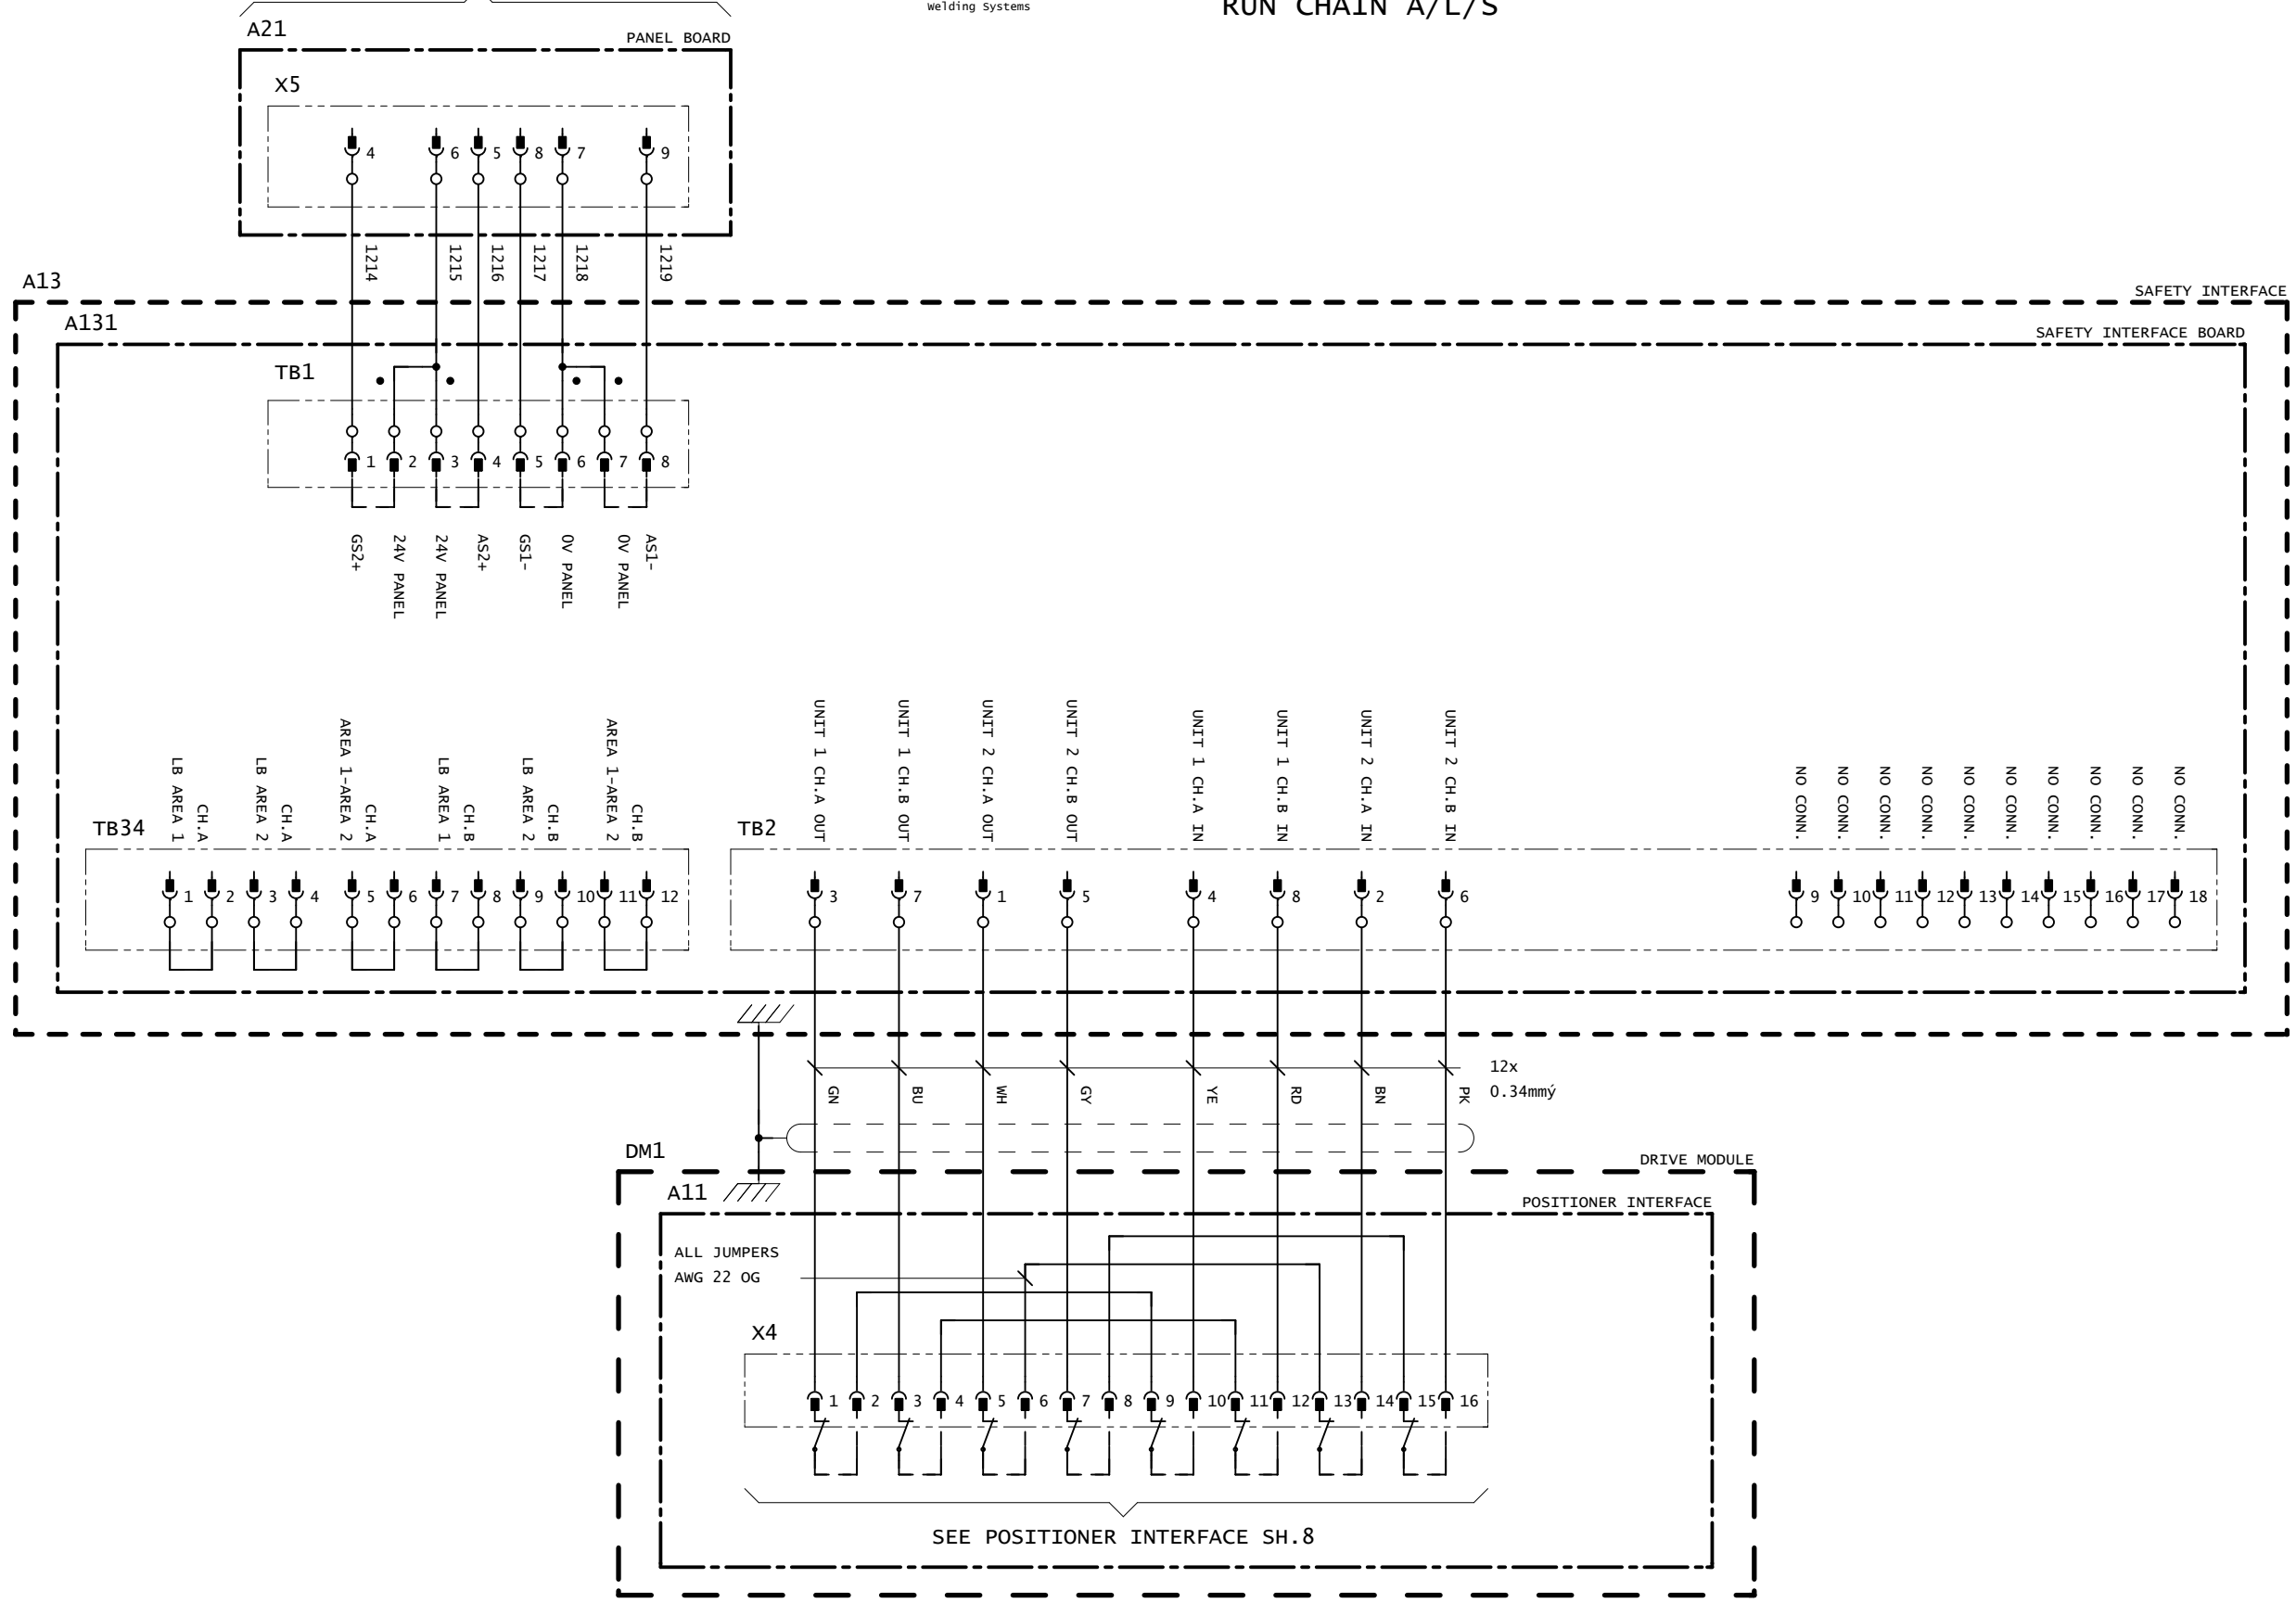 Welding Systems
RUN CHAIN A/L/S
A21
PANEL BOARD
X5
4 6 5 8 7 9
1214 1215 1216 1217 1218 1219
A13
SAFETY INTERFACE
A131
SAFETY INTERFACE BOARD
TB1
1 2 3 4 5 6 7 8
GS2+
24V PANEL
24V PANEL
AS2+
GS1-
0V PANEL
0V PANEL
AS1-
TB34
LB AREA 1
CH.A
LB AREA 2
CH.A
AREA 1-AREA 2
CH.A
LB AREA 1
CH.B
LB AREA 2
CH.B
AREA 1-AREA 2
CH.B
1 2 3 4 5 6 7 8 9 10 11 12
TB2
UNIT 1 CH.A OUT
UNIT 1 CH.B OUT
UNIT 2 CH.A OUT
UNIT 2 CH.B OUT
UNIT 1 CH.A IN
UNIT 1 CH.B IN
UNIT 2 CH.A IN
UNIT 2 CH.B IN
NO CONN.
NO CONN.
NO CONN.
NO CONN.
NO CONN.
NO CONN.
NO CONN.
NO CONN.
NO CONN.
NO CONN.
3 7 1 5 4 8 2 6 9 10 11 12 13 14 15 16 17 18
GN BU WH GY YE RD BN PK
12x
0.34mmý
DM1
DRIVE MODULE
A11
POSITIONER INTERFACE
ALL JUMPERS
AWG 22 OG
X4
1 2 3 4 5 6 7 8 9 10 11 12 13 14 15 16
SEE POSITIONER INTERFACE SH.8